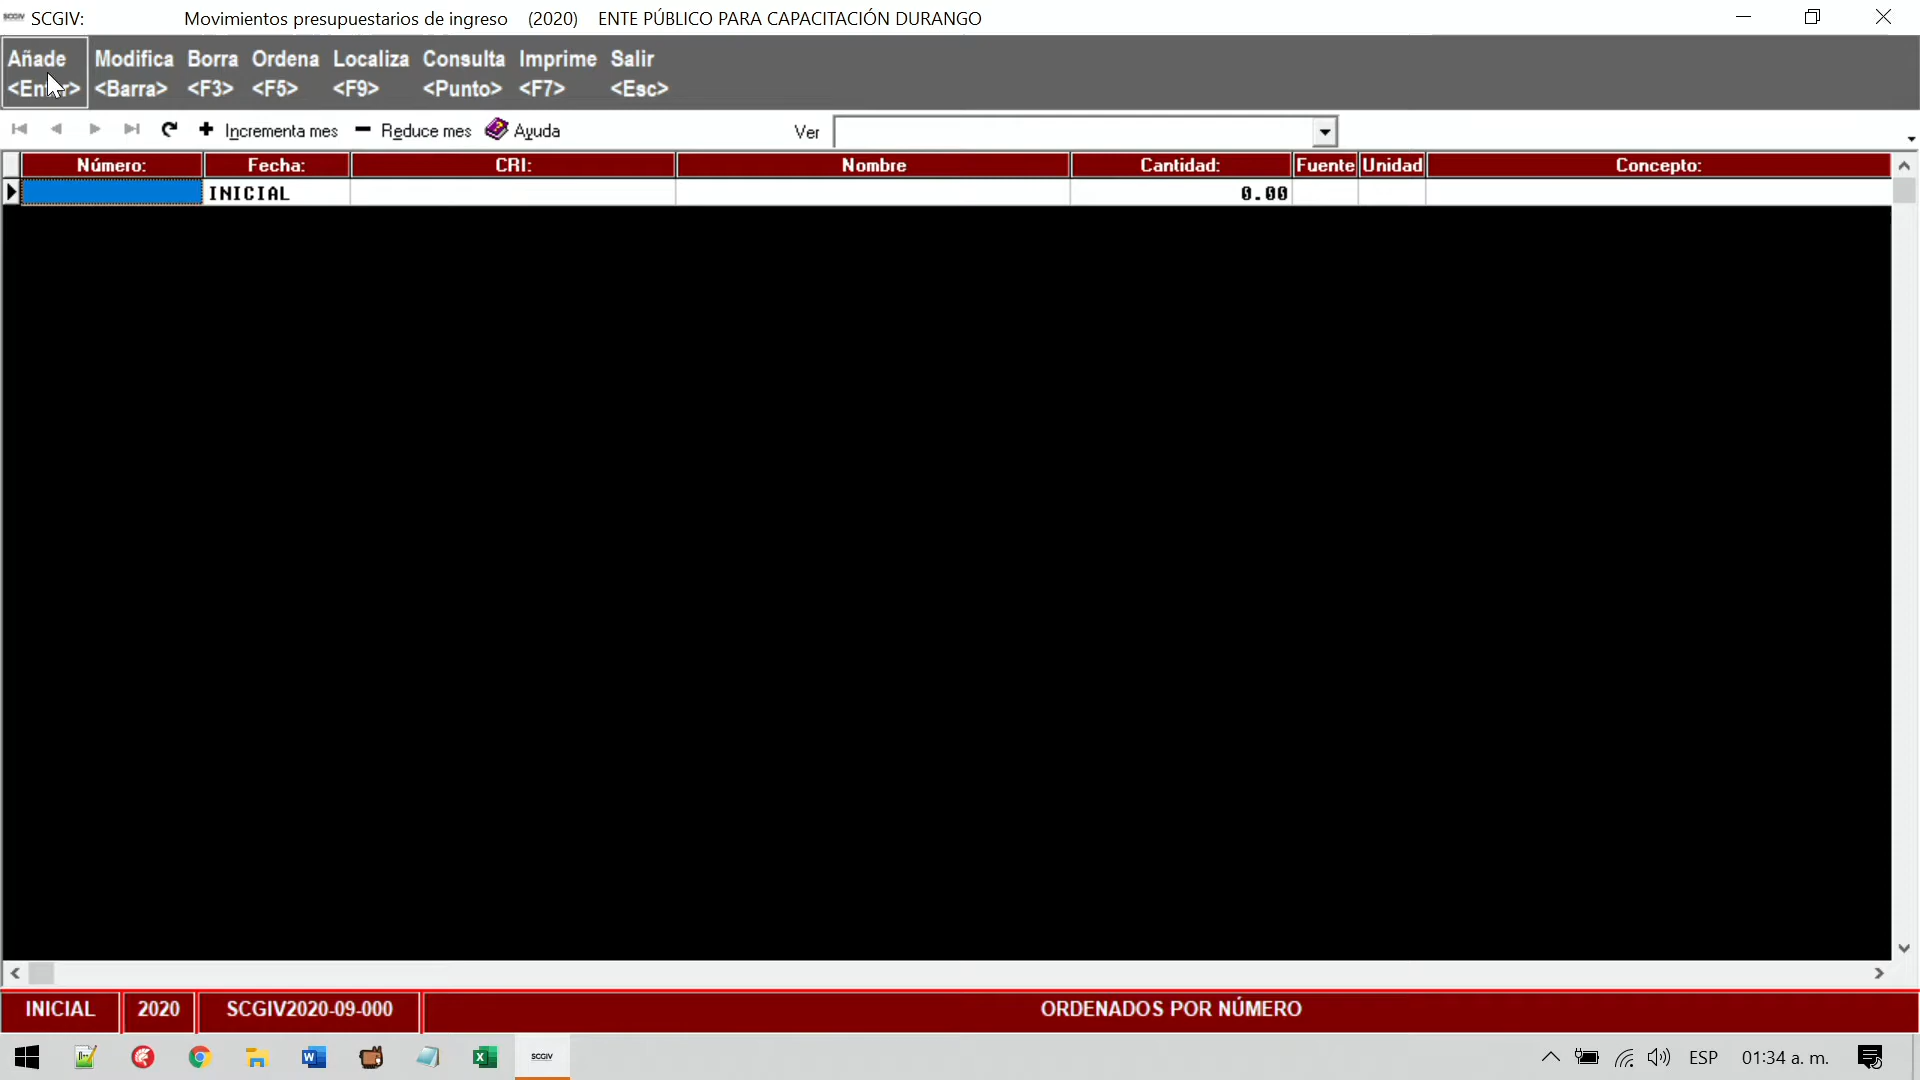 SCGIV: Movimientos presupuestarios de ingreso (2020) ENTE PÚBLICO PARA CAPACITACIÓN DURANGO
Añade Modifica Borra Ordena Localiza Consulta Imprime Salir
<Barra> <F3> <F5> <F9> <Punto> <F7> <Esc>
Incrementa mes Reduce mes Ayuda Ver
Número: Fecha: CRI: Nombre Cantidad: Fuente Unidad Concepto:
INICIAL 0.00
INICIAL 2020 SCGIV2020-09-000 ORDENADOS POR NÚMERO
SCGIV ESP 01:34 a. m.